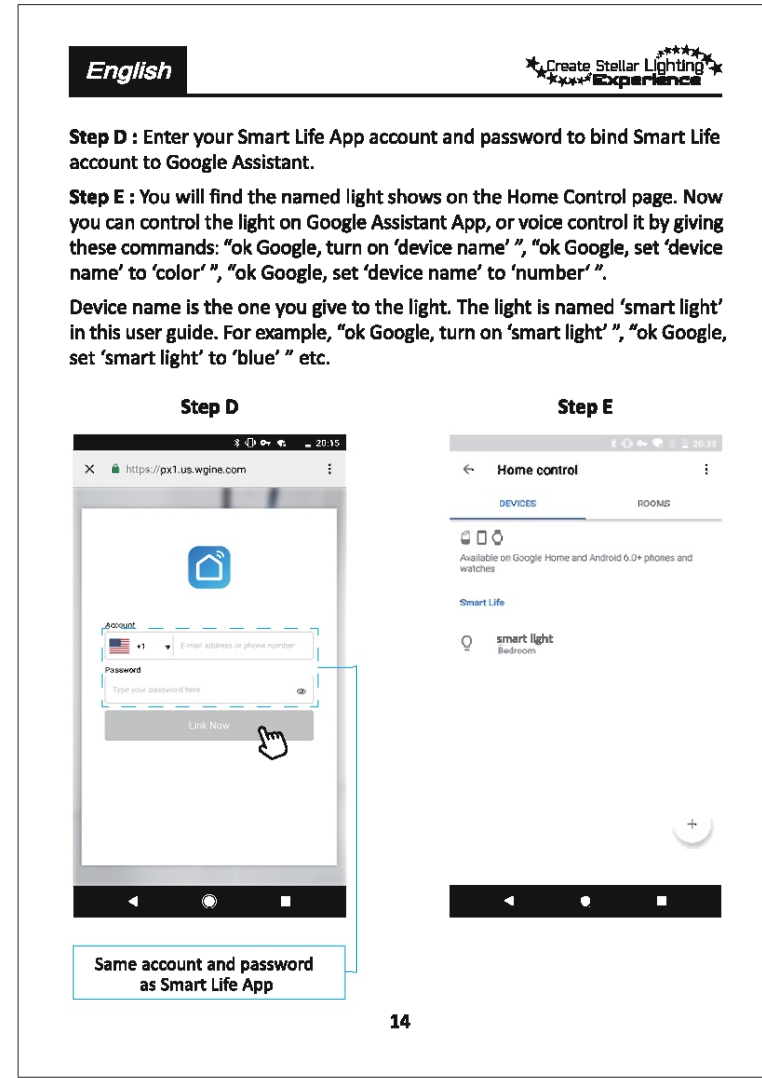 English
Create Stellar Lighting
Experience
Step D : Enter your Smart Life App account and password to bind Smart Life
account to Google Assistant.
Step E : You will find the named light shows on the Home Control page. Now
you can control the light on Google Assistant App, or voice control it by giving
these commands: “ok Google, turn on ‘device name’ ”, “ok Google, set ‘device
name’ to ‘color‘ ”, “ok Google, set ‘device name’ to ‘number‘ ”.
Device name is the one you give to the light. The light is named ‘smart light’
in this user guide. For example, “ok Google, turn on ‘smart light’ ”, “ok Google,
set ‘smart light’ to ‘blue’ ” etc.
Step D
20:15
https://px1.us.wgine.com
Account
+1 E-mail address or phone number
Password
Type your password here
Link Now
Same account and password
as Smart Life App
Step E
Home control
DEVICES ROOMS
Available on Google Home and Android 6.0+ phones and
watches
Smart Life
smart light
Bedroom
14